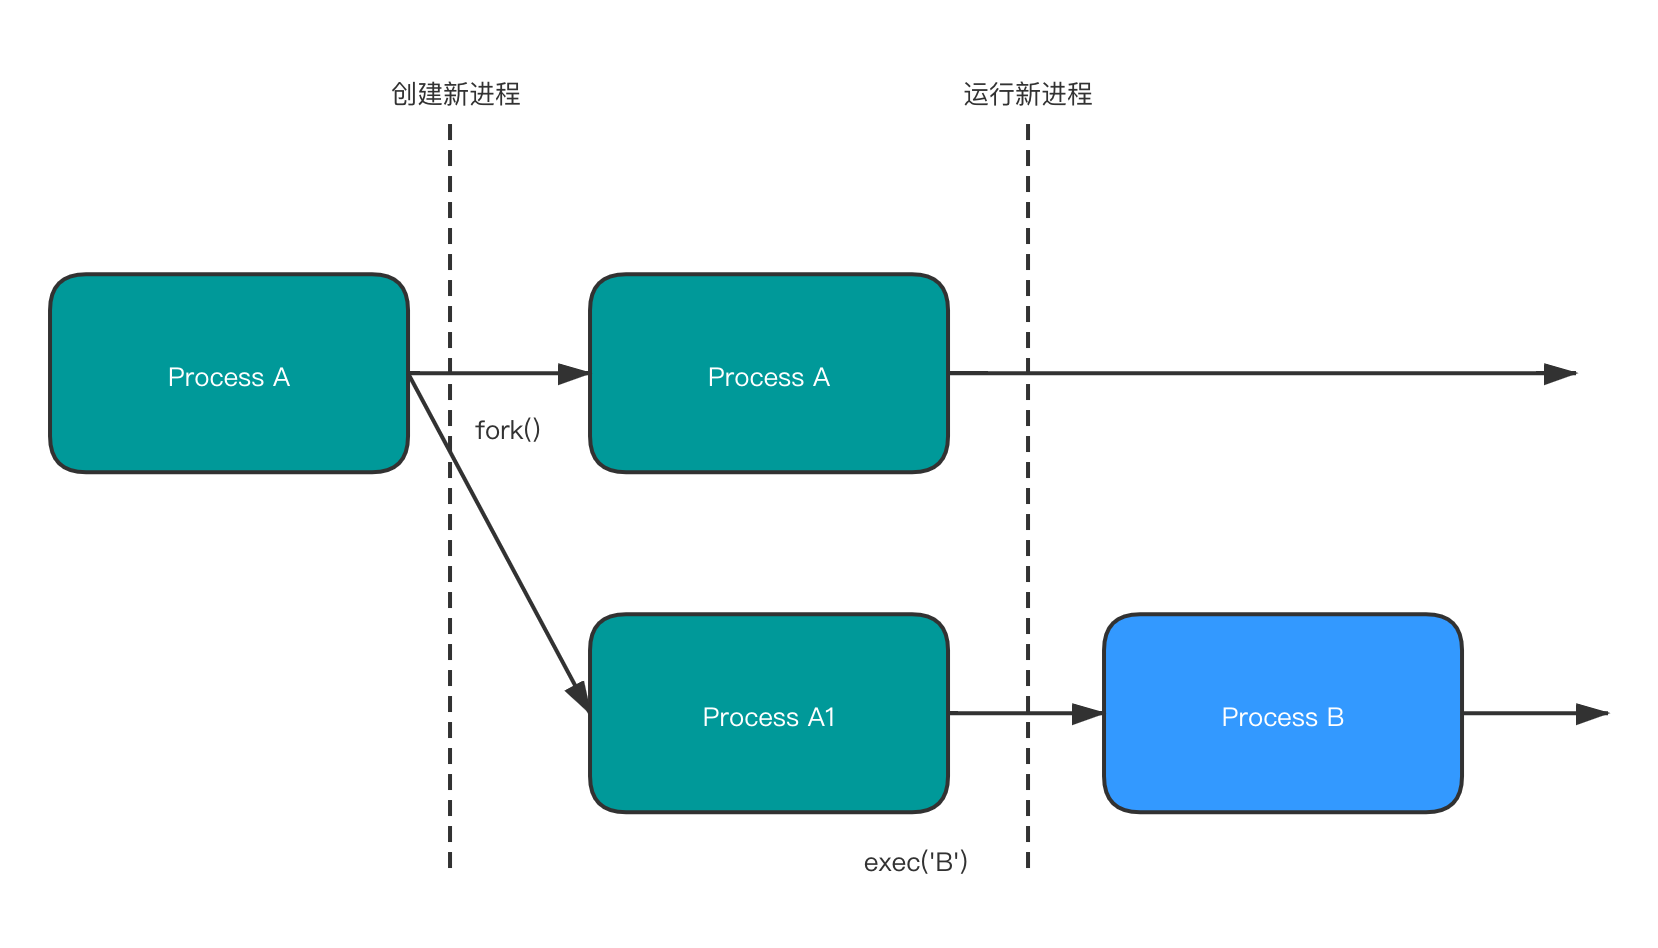 创建新进程
运行新进程
Process A
Process A
fork()
Process A1
Process B
exec('B')